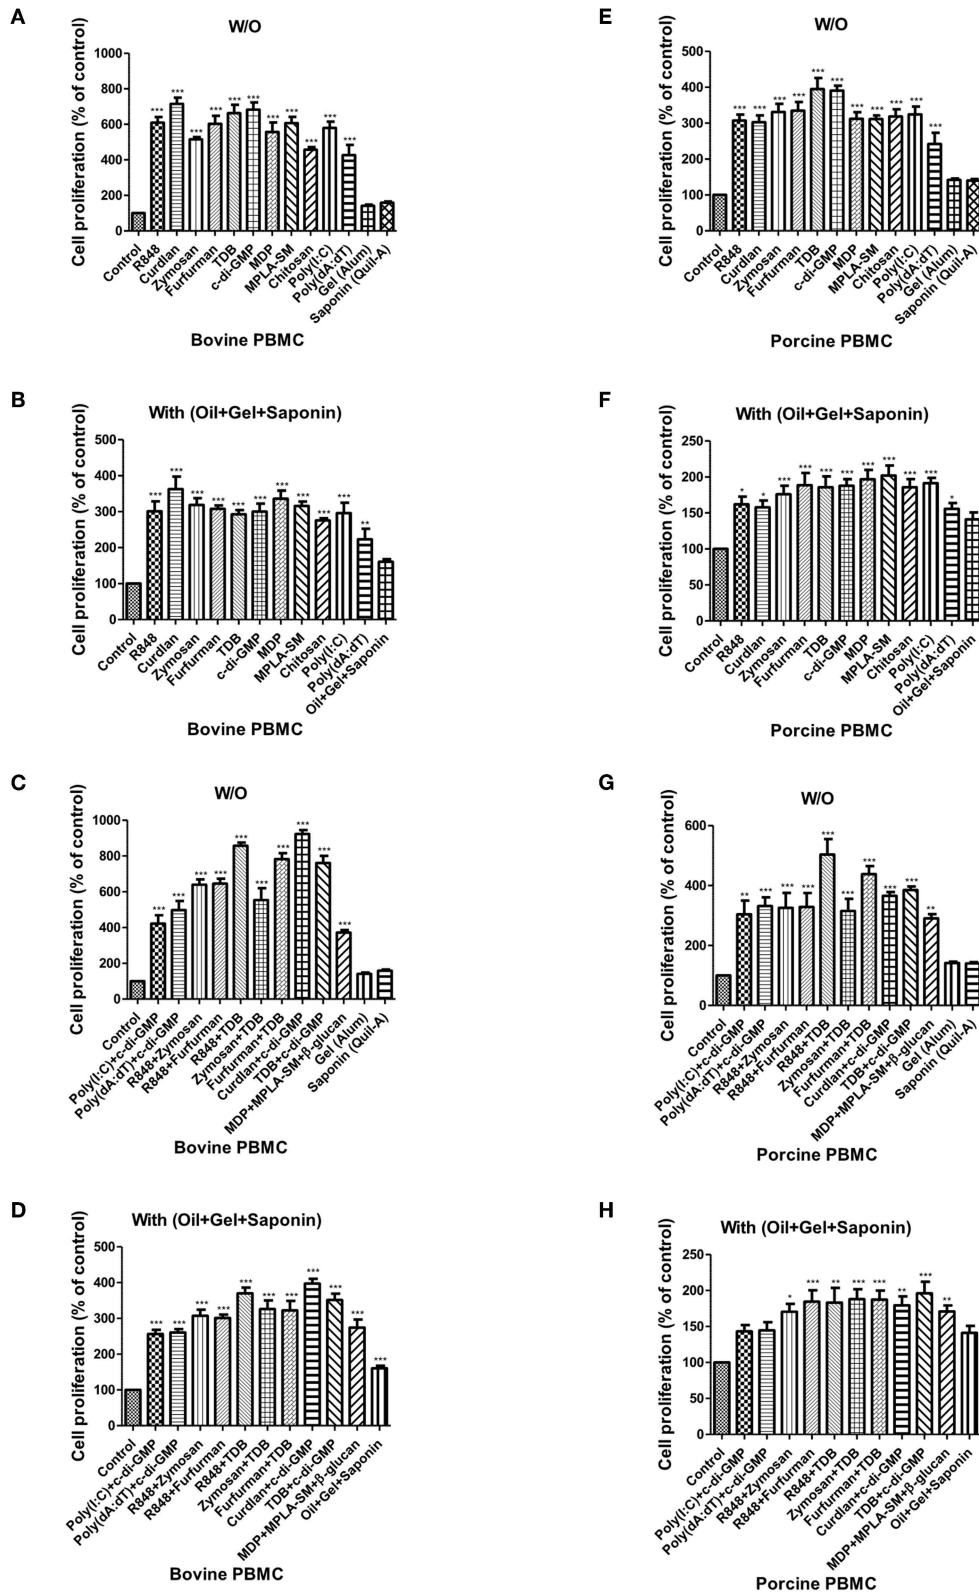 A
W/O
Cell proliferation (% of control)
1000
800
600
400
200
0
***
***
***
***
***
***
***
***
***
***
***
Control
R848
Curdlan
Zymosan
Furfurman
TDB
c-di-GMP
MDP
MPLA-SM
Chitosan
Poly(I:C)
Poly(dA:dT)
Gel (Alum)
Saponin (Quil-A)
Bovine PBMC
E
W/O
Cell proliferation (% of control)
500
400
300
200
100
0
***
***
***
***
***
***
***
***
***
***
***
Control
R848
Curdlan
Zymosan
Furfurman
TDB
c-di-GMP
MDP
MPLA-SM
Chitosan
Poly(I:C)
Poly(dA:dT)
Gel (Alum)
Saponin (Quil-A)
Porcine PBMC
B
With (Oil+Gel+Saponin)
Cell proliferation (% of control)
500
400
300
200
100
0
***
***
***
***
***
***
***
***
***
***
**
Control
R848
Curdlan
Zymosan
Furfurman
TDB
c-di-GMP
MDP
MPLA-SM
Chitosan
Poly(I:C)
Poly(dA:dT)
Oil+Gel+Saponin
Bovine PBMC
F
With (Oil+Gel+Saponin)
Cell proliferation (% of control)
250
200
150
100
50
0
*
*
***
***
***
***
***
***
***
***
*
Control
R848
Curdlan
Zymosan
Furfurman
TDB
c-di-GMP
MDP
MPLA-SM
Chitosan
Poly(I:C)
Poly(dA:dT)
Oil+Gel+Saponin
Porcine PBMC
C
W/O
Cell proliferation (% of control)
1000
800
600
400
200
0
***
***
***
***
***
***
***
***
***
***
Control
Poly(I:C)+c-di-GMP
Poly(dA:dT)+c-di-GMP
R848+Zymosan
R848+Furfurman
R848+TDB
Zymosan+TDB
Furfurman+TDB
Curdlan+c-di-GMP
TDB+c-di-GMP
MDP+MPLA-SM+β-glucan
Gel (Alum)
Saponin (Quil-A)
Bovine PBMC
G
W/O
Cell proliferation (% of control)
600
400
200
0
**
***
***
***
***
***
***
***
***
**
Control
Poly(I:C)+c-di-GMP
Poly(dA:dT)+c-di-GMP
R848+Zymosan
R848+Furfurman
R848+TDB
Zymosan+TDB
Furfurman+TDB
Curdlan+c-di-GMP
TDB+c-di-GMP
MDP+MPLA-SM+β-glucan
Gel (Alum)
Saponin (Quil-A)
Porcine PBMC
D
With (Oil+Gel+Saponin)
Cell proliferation (% of control)
500
400
300
200
100
0
***
***
***
***
***
***
***
***
***
***
***
Control
Poly(I:C)+c-di-GMP
Poly(dA:dT)+c-di-GMP
R848+Zymosan
R848+Furfurman
R848+TDB
Zymosan+TDB
Furfurman+TDB
Curdlan+c-di-GMP
TDB+c-di-GMP
MDP+MPLA-SM+β-glucan
Oil+Gel+Saponin
Bovine PBMC
H
With (Oil+Gel+Saponin)
Cell proliferation (% of control)
250
200
150
100
50
0
*
***
**
***
***
**
***
**
Control
Poly(I:C)+c-di-GMP
Poly(dA:dT)+c-di-GMP
R848+Zymosan
R848+Furfurman
R848+TDB
Zymosan+TDB
Furfurman+TDB
Curdlan+c-di-GMP
TDB+c-di-GMP
MDP+MPLA-SM+β-glucan
Oil+Gel+Saponin
Porcine PBMC